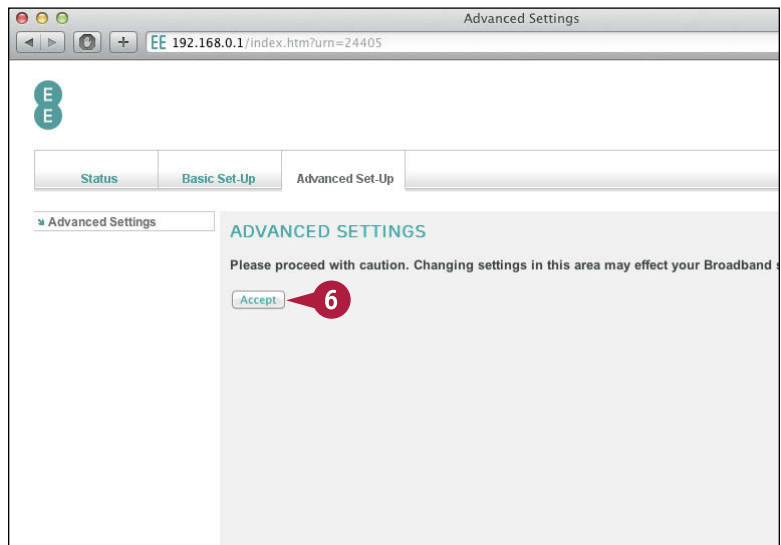 Advanced Settings
EE 192.168.0.1/index.htm?urn=24405
E
E
Status Basic Set-Up Advanced Set-Up
Advanced Settings
ADVANCED SETTINGS
Please proceed with caution. Changing settings in this area may effect your Broadband s
Accept 6